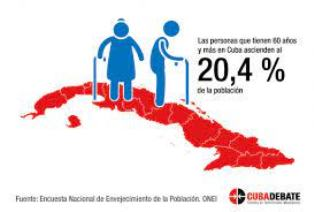 Las personas que tienen 60 años
y más en Cuba ascienden al
20,4 %
de la población
Fuente: Encuesta Nacional de Envejecimiento de la Población. ONEI
CUBADEBATE